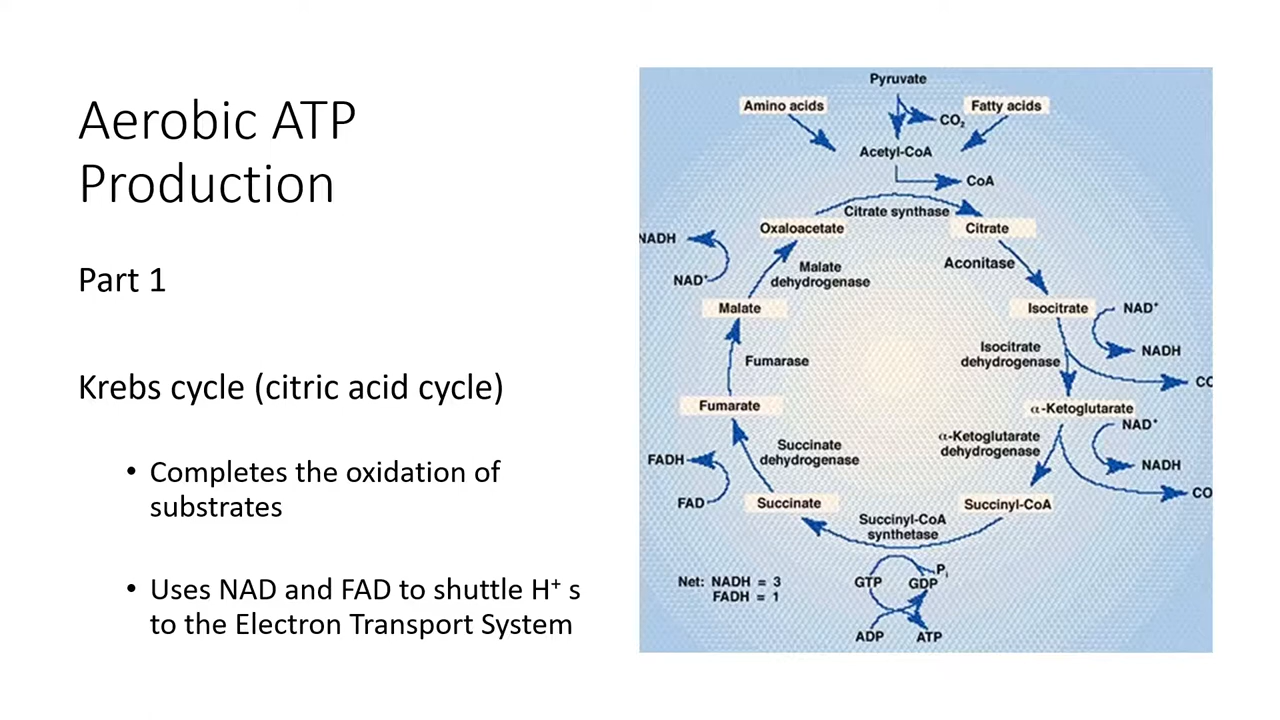 Aerobic ATP
Production
Part 1
Krebs cycle (citric acid cycle)
• Completes the oxidation of
substrates
• Uses NAD and FAD to shuttle H⁺ s
to the Electron Transport System
Pyruvate
Amino acids
Fatty acids
CO₂
Acetyl-CoA
CoA
Citrate synthase
Oxaloacetate
Citrate
NADH
NAD⁺
Malate
dehydrogenase
Aconitase
Malate
Isocitrate
NAD⁺
NADH
Isocitrate
dehydrogenase
CO
Fumarase
Fumarate
α-Ketoglutarate
NAD⁺
NADH
α-Ketoglutarate
dehydrogenase
CO
FADH
FAD
Succinate
dehydrogenase
Succinate
Succinyl-CoA
Succinyl-CoA
synthetase
GTP
GDP
Pᵢ
ADP
ATP
Net: NADH = 3
FADH = 1